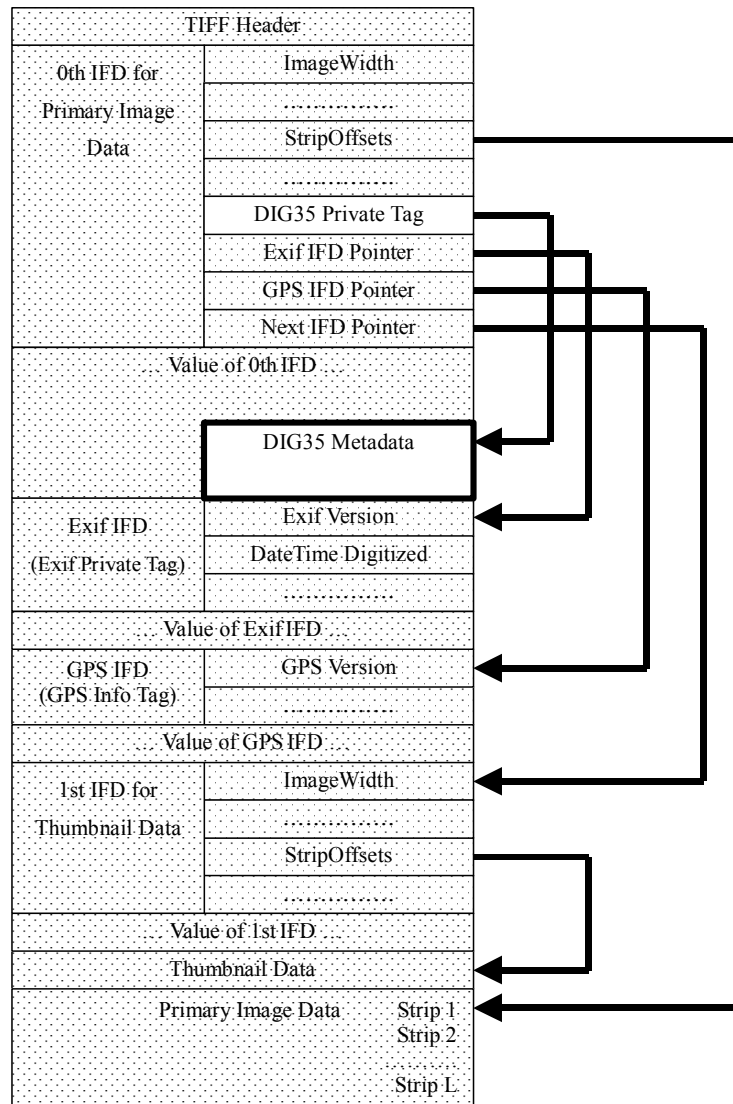 TIFF Header
0th IFD for
Primary Image
Data
ImageWidth
……………
StripOffsets
……………
DIG35 Private Tag
Exif IFD Pointer
GPS IFD Pointer
Next IFD Pointer
… Value of 0th IFD …
DIG35 Metadata
Exif IFD
(Exif Private Tag)
Exif Version
DateTime Digitized
……………
… Value of Exif IFD …
GPS IFD
(GPS Info Tag)
GPS Version
……………
… Value of GPS IFD …
1st IFD for
Thumbnail Data
ImageWidth
……………
StripOffsets
……………
… Value of 1st IFD …
Thumbnail Data
Primary Image Data Strip 1
Strip 2
………
Strip L